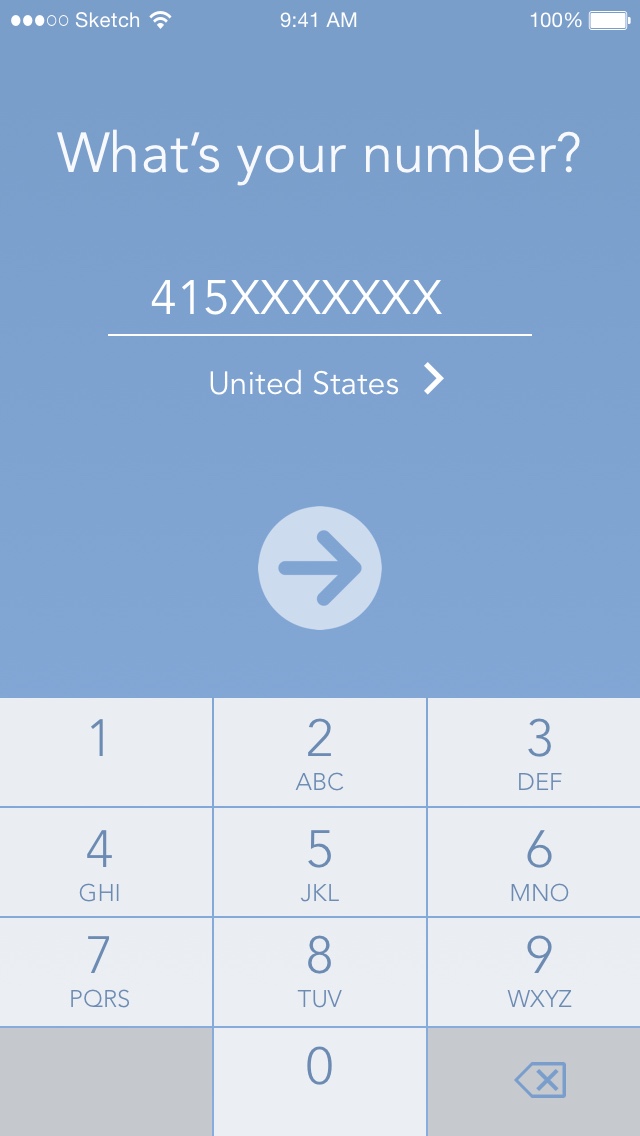 Sketch 9:41 AM 100%
What's your number?
415XXXXXXX
United States
1 2 3
ABC DEF
4 5 6
GHI JKL MNO
7 8 9
PQRS TUV WXYZ
0